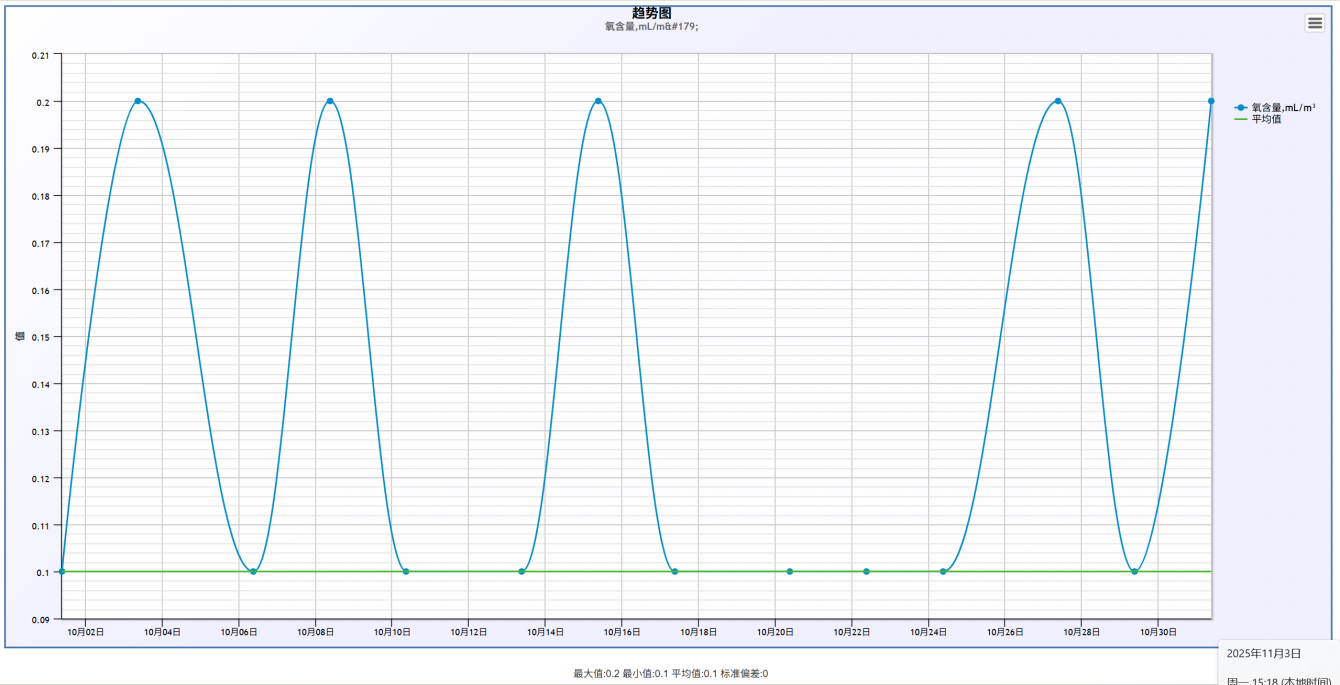 趋势图
氧含量,mL/m&#179;
0.21
0.2
0.19
0.18
0.17
0.16
0.15
0.14
0.13
0.12
0.11
0.1
0.09
值
10月02日
10月04日
10月06日
10月08日
10月10日
10月12日
10月14日
10月16日
10月18日
10月20日
10月22日
10月24日
10月26日
10月28日
10月30日
氧含量,mL/m³
平均值
最大值:0.2 最小值:0.1 平均值:0.1 标准偏差:0
2025年11月3日
周一 15:18 (本地时间)